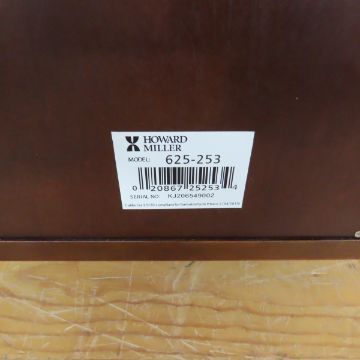 HOWARD
MILLER
MODEL: 625-253
0 20867 25253 4
SERIAL NO: KJ206549002